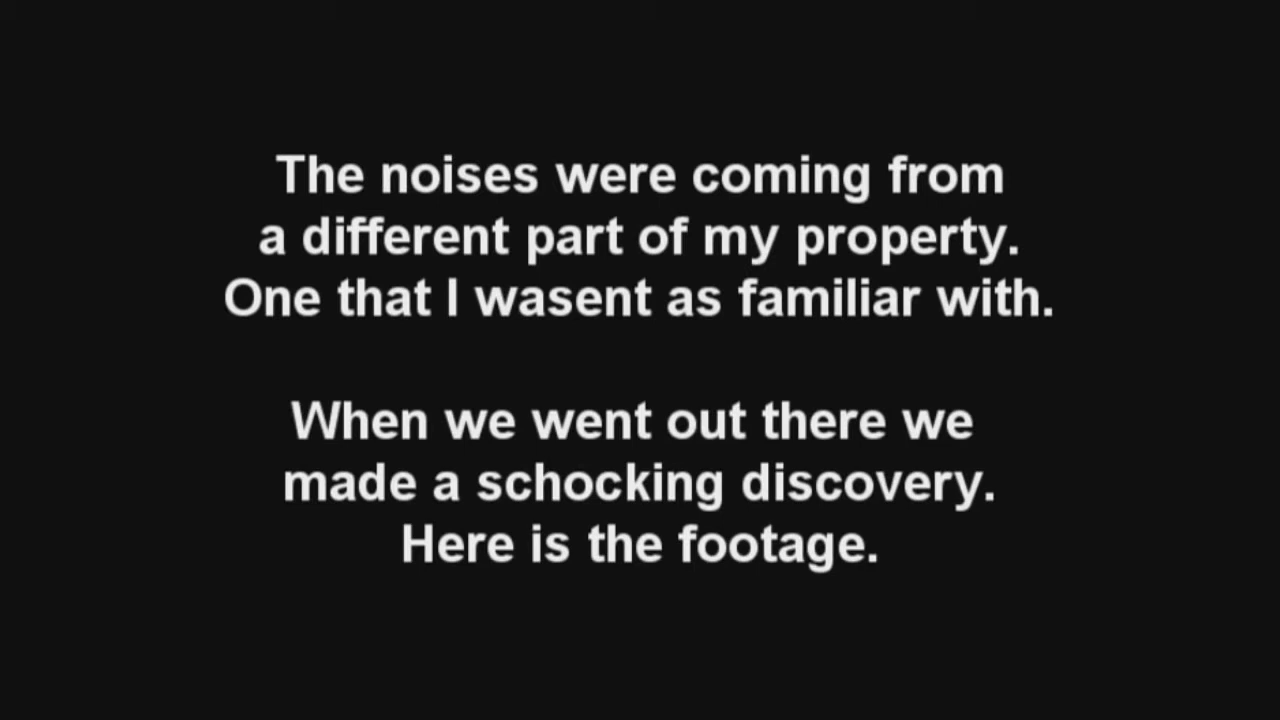 The noises were coming from
a different part of my property.
One that I wasent as familiar with.
When we went out there we
made a schocking discovery.
Here is the footage.